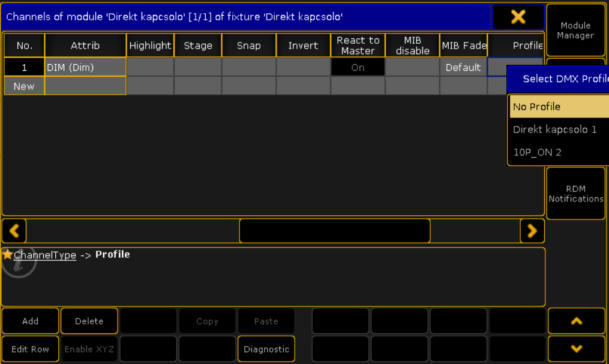 Channels of module 'Direkt kapcsolo' [1/1] of fixture 'Direkt kapcsolo'
Module
Manager
No. Attrib Highlight Stage Snap Invert React to Master MIB disable MIB Fade Profile
1 DIM (Dim) On Default
New
Select DMX Profile
No Profile
Direkt kapcsolo 1
10P_ON 2
RDM
Notifications
ChannelType -> Profile
Add Delete Copy Paste
Edit Row Enable XYZ Diagnostic